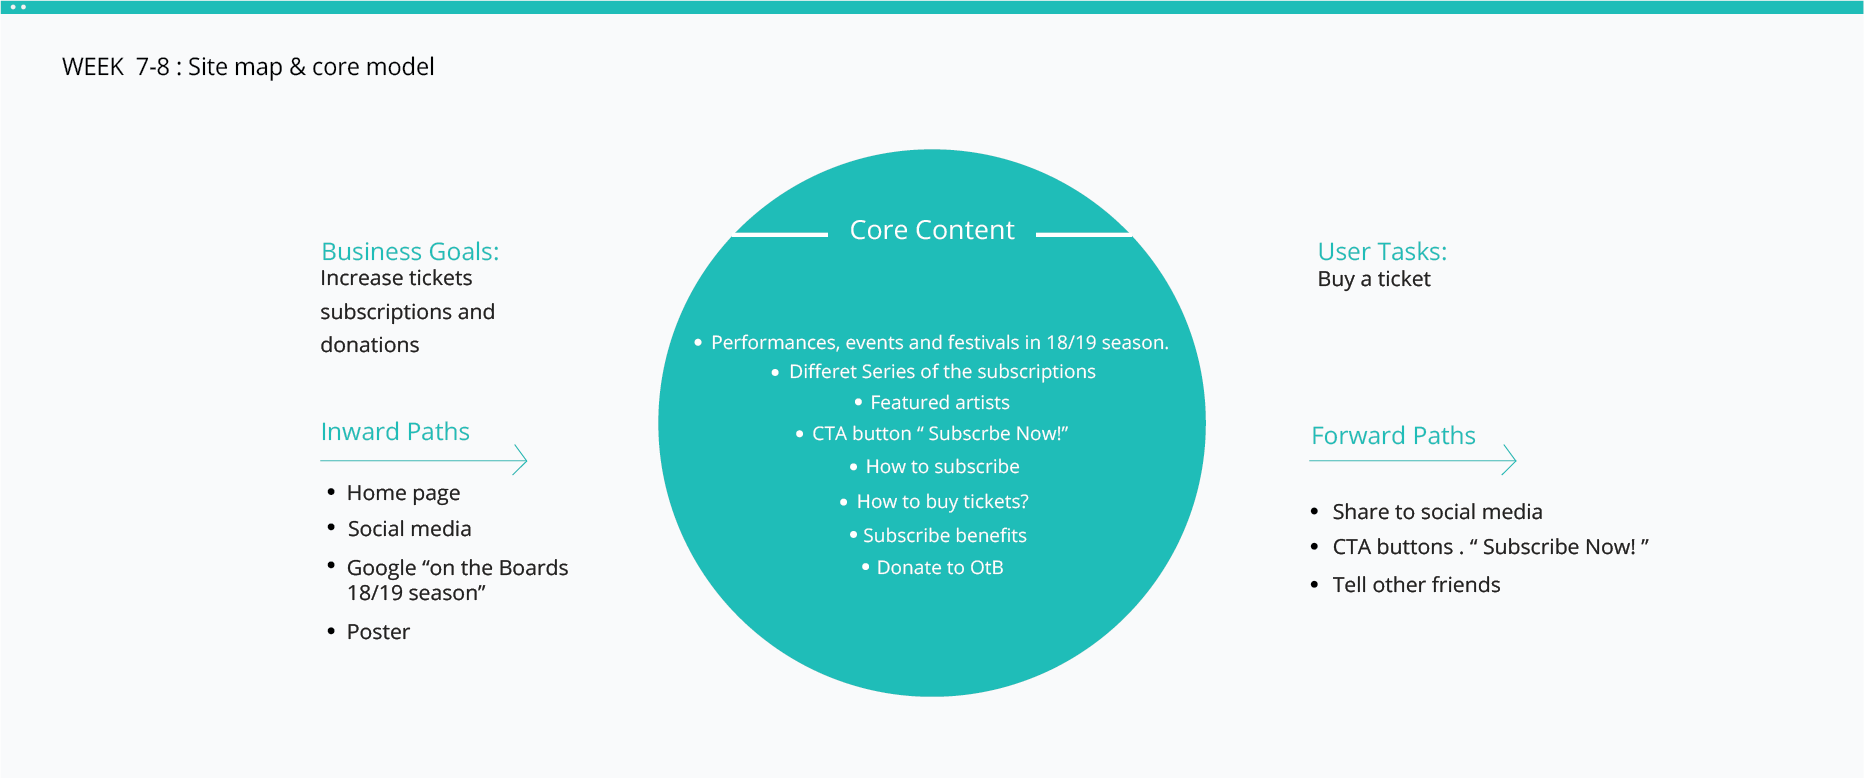 WEEK 7-8 : Site map & core model
Business Goals:
Increase tickets
subscriptions and
donations
Inward Paths
• Home page
• Social media
• Google “on the Boards
18/19 season”
• Poster
Core Content
• Performances, events and festivals in 18/19 season.
• Differet Series of the subscriptions
• Featured artists
• CTA button “ Subscrbe Now!”
• How to subscribe
• How to buy tickets?
• Subscribe benefits
• Donate to OtB
User Tasks:
Buy a ticket
Forward Paths
• Share to social media
• CTA buttons . “ Subscribe Now! ”
• Tell other friends